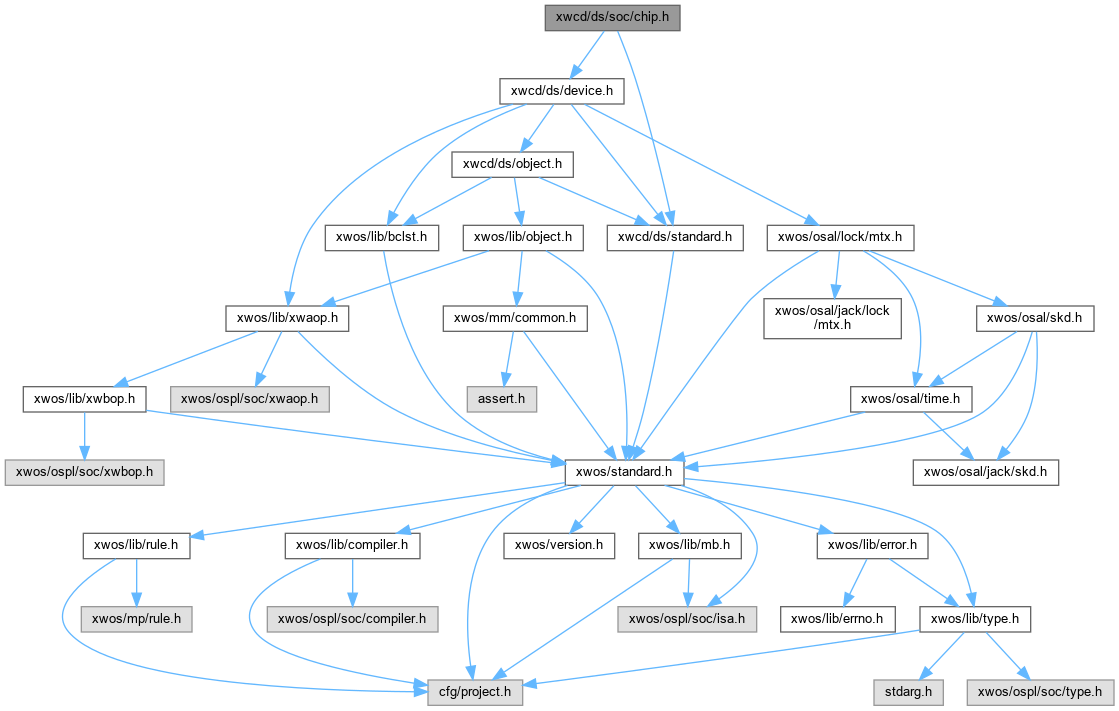 xwcd/ds/soc/chip.h
xwcd/ds/device.h
xwcd/ds/object.h
xwos/lib/bclst.h
xwos/lib/object.h
xwcd/ds/standard.h
xwos/osal/lock/mtx.h
xwos/lib/xwaop.h
xwos/mm/common.h
xwos/osal/jack/lock
/mtx.h
xwos/osal/skd.h
xwos/lib/xwbop.h
xwos/ospl/soc/xwaop.h
assert.h
xwos/osal/time.h
xwos/ospl/soc/xwbop.h
xwos/standard.h
xwos/osal/jack/skd.h
xwos/lib/rule.h
xwos/lib/compiler.h
xwos/version.h
xwos/lib/mb.h
xwos/lib/error.h
xwos/mp/rule.h
xwos/ospl/soc/compiler.h
xwos/ospl/soc/isa.h
xwos/lib/errno.h
xwos/lib/type.h
cfg/project.h
stdarg.h
xwos/ospl/soc/type.h